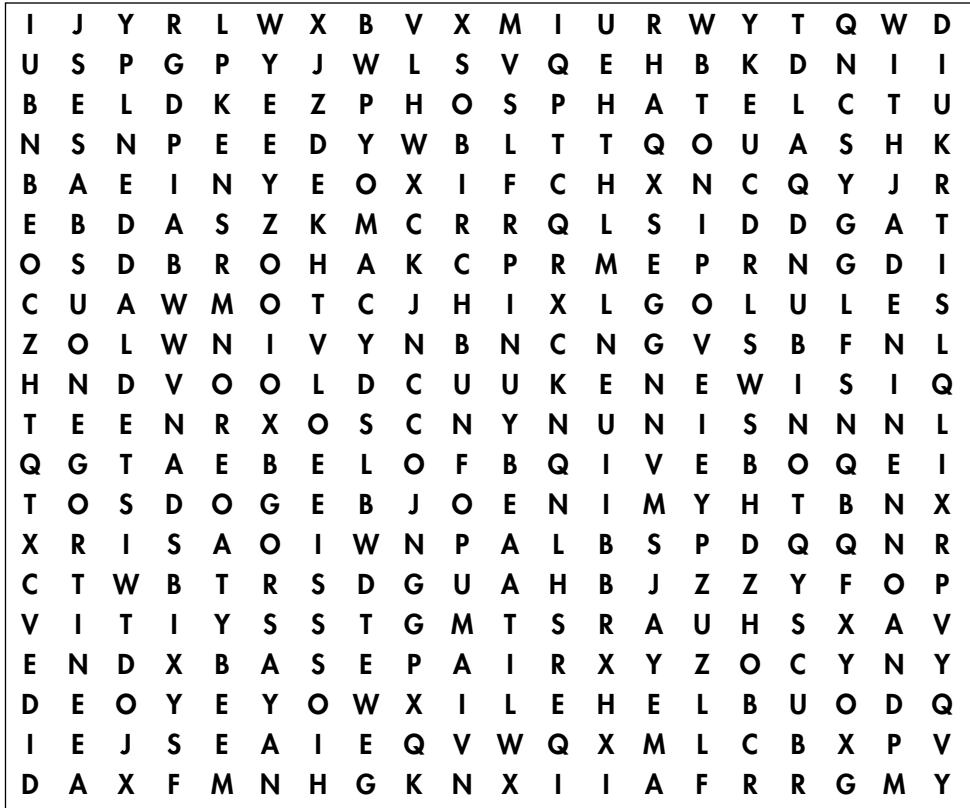 I J Y R L W X B V X M I U R W Y T Q W D
U S P G P Y J W L S V Q E H B K D N I I
B E L D K E Z P H O S P H A T E L C T U
N S N P E E D Y W B L T T Q O U A S H K
B A E I N Y E O X I F C H X N C Q Y J R
E B D A S Z K M C R R Q L S I D D G A T
O S D B R O H A K C P R M E P R N G D I
C U A W M O T C J H I X L G O L U L E S
Z O L W N I V Y N B N C N G V S B F N L
H N D V O O L D C U U K E N E W I S I Q
T E E N R X O S C N Y N U N I S N N N L
Q G T A E B E L O F B Q I V E B O Q E I
T O S D O G E B J O E N I M Y H T B N X
X R I S A O I W N P A L B S P D Q Q N R
C T W B T R S D G U A H B J Z Z Y F O P
V I T I Y S S T G M T S R A U H S X A V
E N D X B A S E P A I R X Y Z O C Y N Y
D E O Y E Y O W X I L E H E L B U O D Q
I E J S E A I E Q V W Q X M L C B X P V
D A X F M N H G K N X I I A F R R G M Y